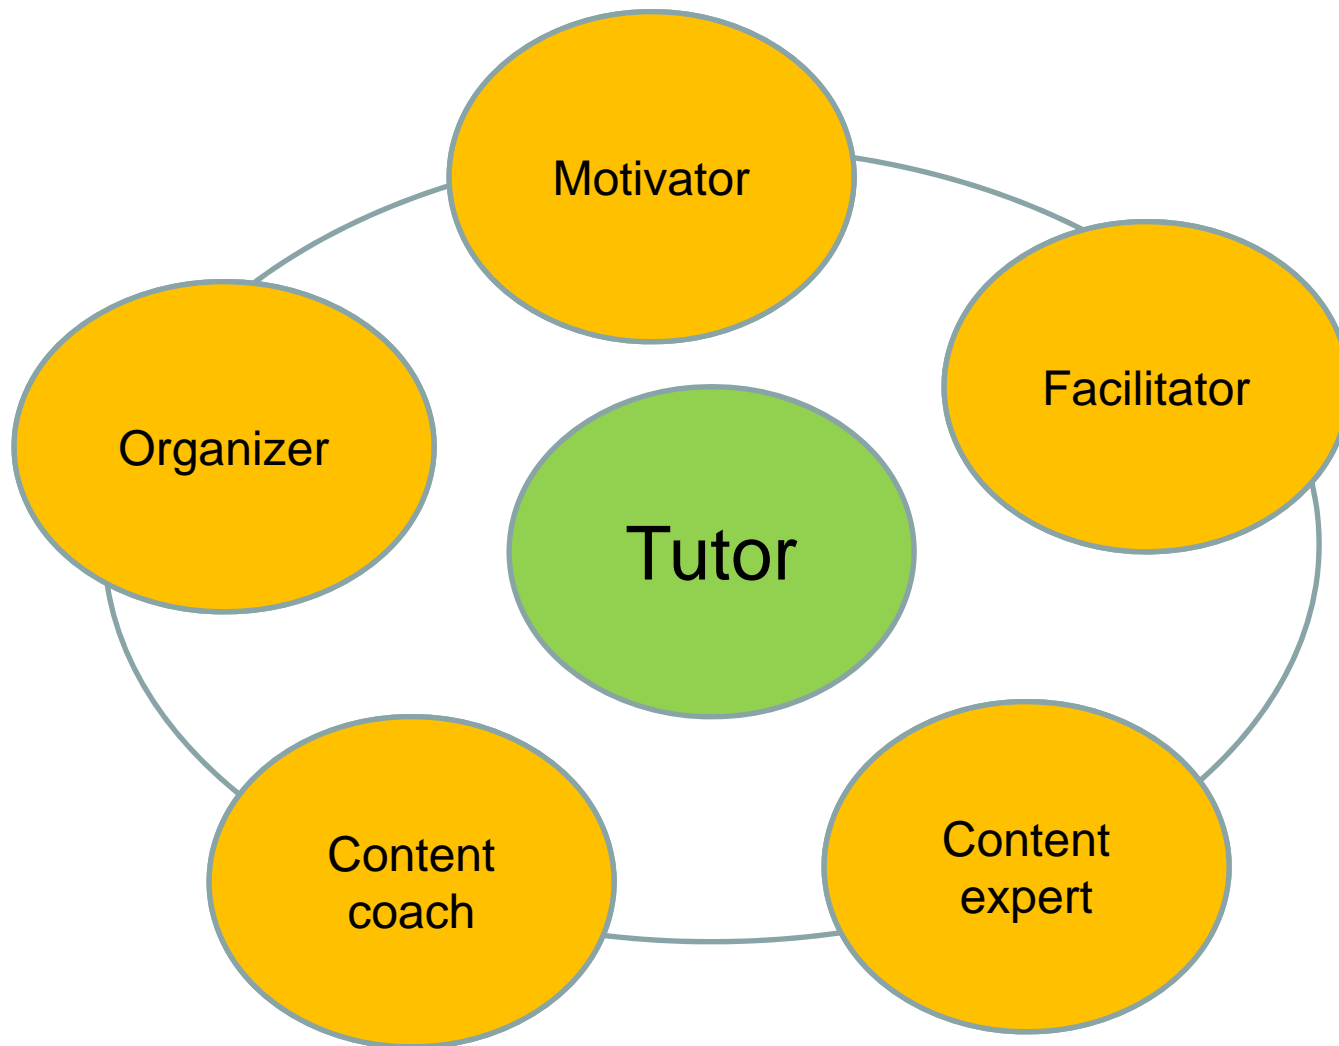 Motivator
Facilitator
Organizer
Tutor
Content
expert
Content
coach